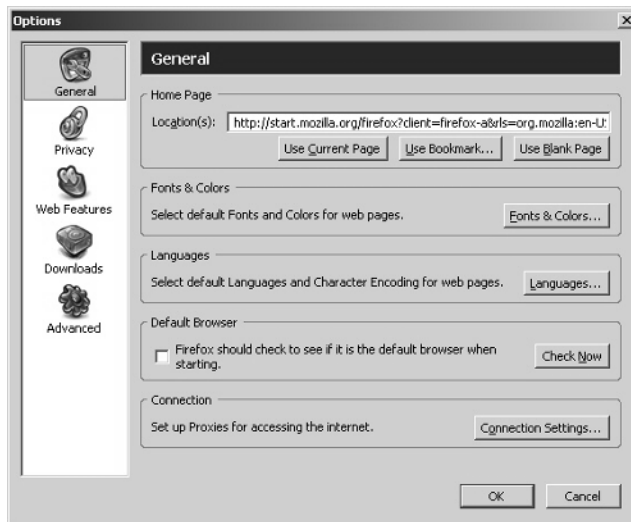 Options
General
Privacy
Web Features
Downloads
Advanced
General
Home Page
Location(s): http://start.mozilla.org/firefox?client=firefox-a&rls=org.mozilla:en-US
Use Current Page Use Bookmark... Use Blank Page
Fonts & Colors
Select default Fonts and Colors for web pages. Fonts & Colors...
Languages
Select default Languages and Character Encoding for web pages. Languages...
Default Browser
Firefox should check to see if it is the default browser when
starting.
Check Now
Connection
Set up Proxies for accessing the internet. Connection Settings...
OK Cancel